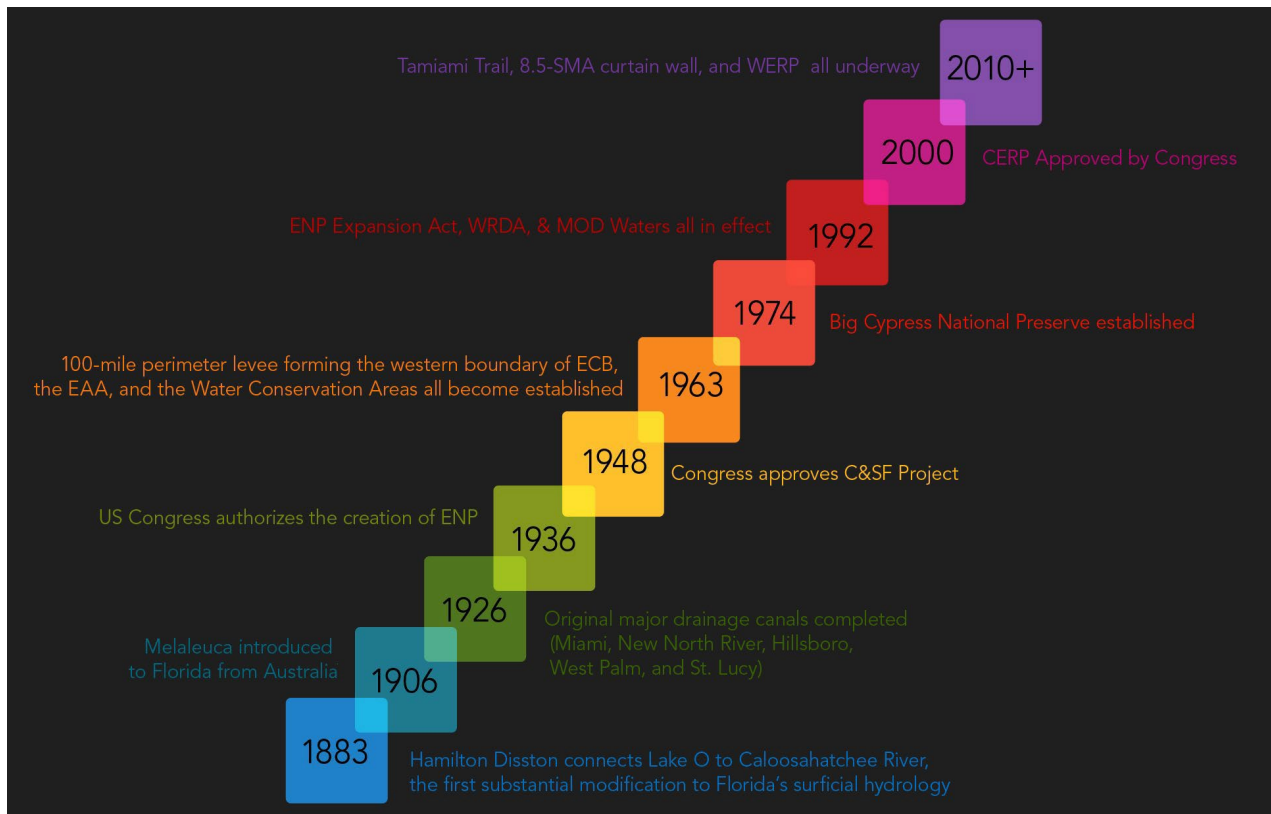 Tamiami Trail, 8.5-SMA curtain wall, and WERP all underway
2010+
2000
CERP Approved by Congress
ENP Expansion Act, WRDA, & MOD Waters all in effect
1992
1974
Big Cypress National Preserve established
100-mile perimeter levee forming the western boundary of ECB,
the EAA, and the Water Conservation Areas all become established
1963
1948
Congress approves C&SF Project
US Congress authorizes the creation of ENP
1936
1926
Original major drainage canals completed
(Miami, New North River, Hillsboro,
West Palm, and St. Lucy)
Melaleuca introduced
to Florida from Australia
1906
1883
Hamilton Disston connects Lake O to Caloosahatchee River,
the first substantial modification to Florida's surficial hydrology